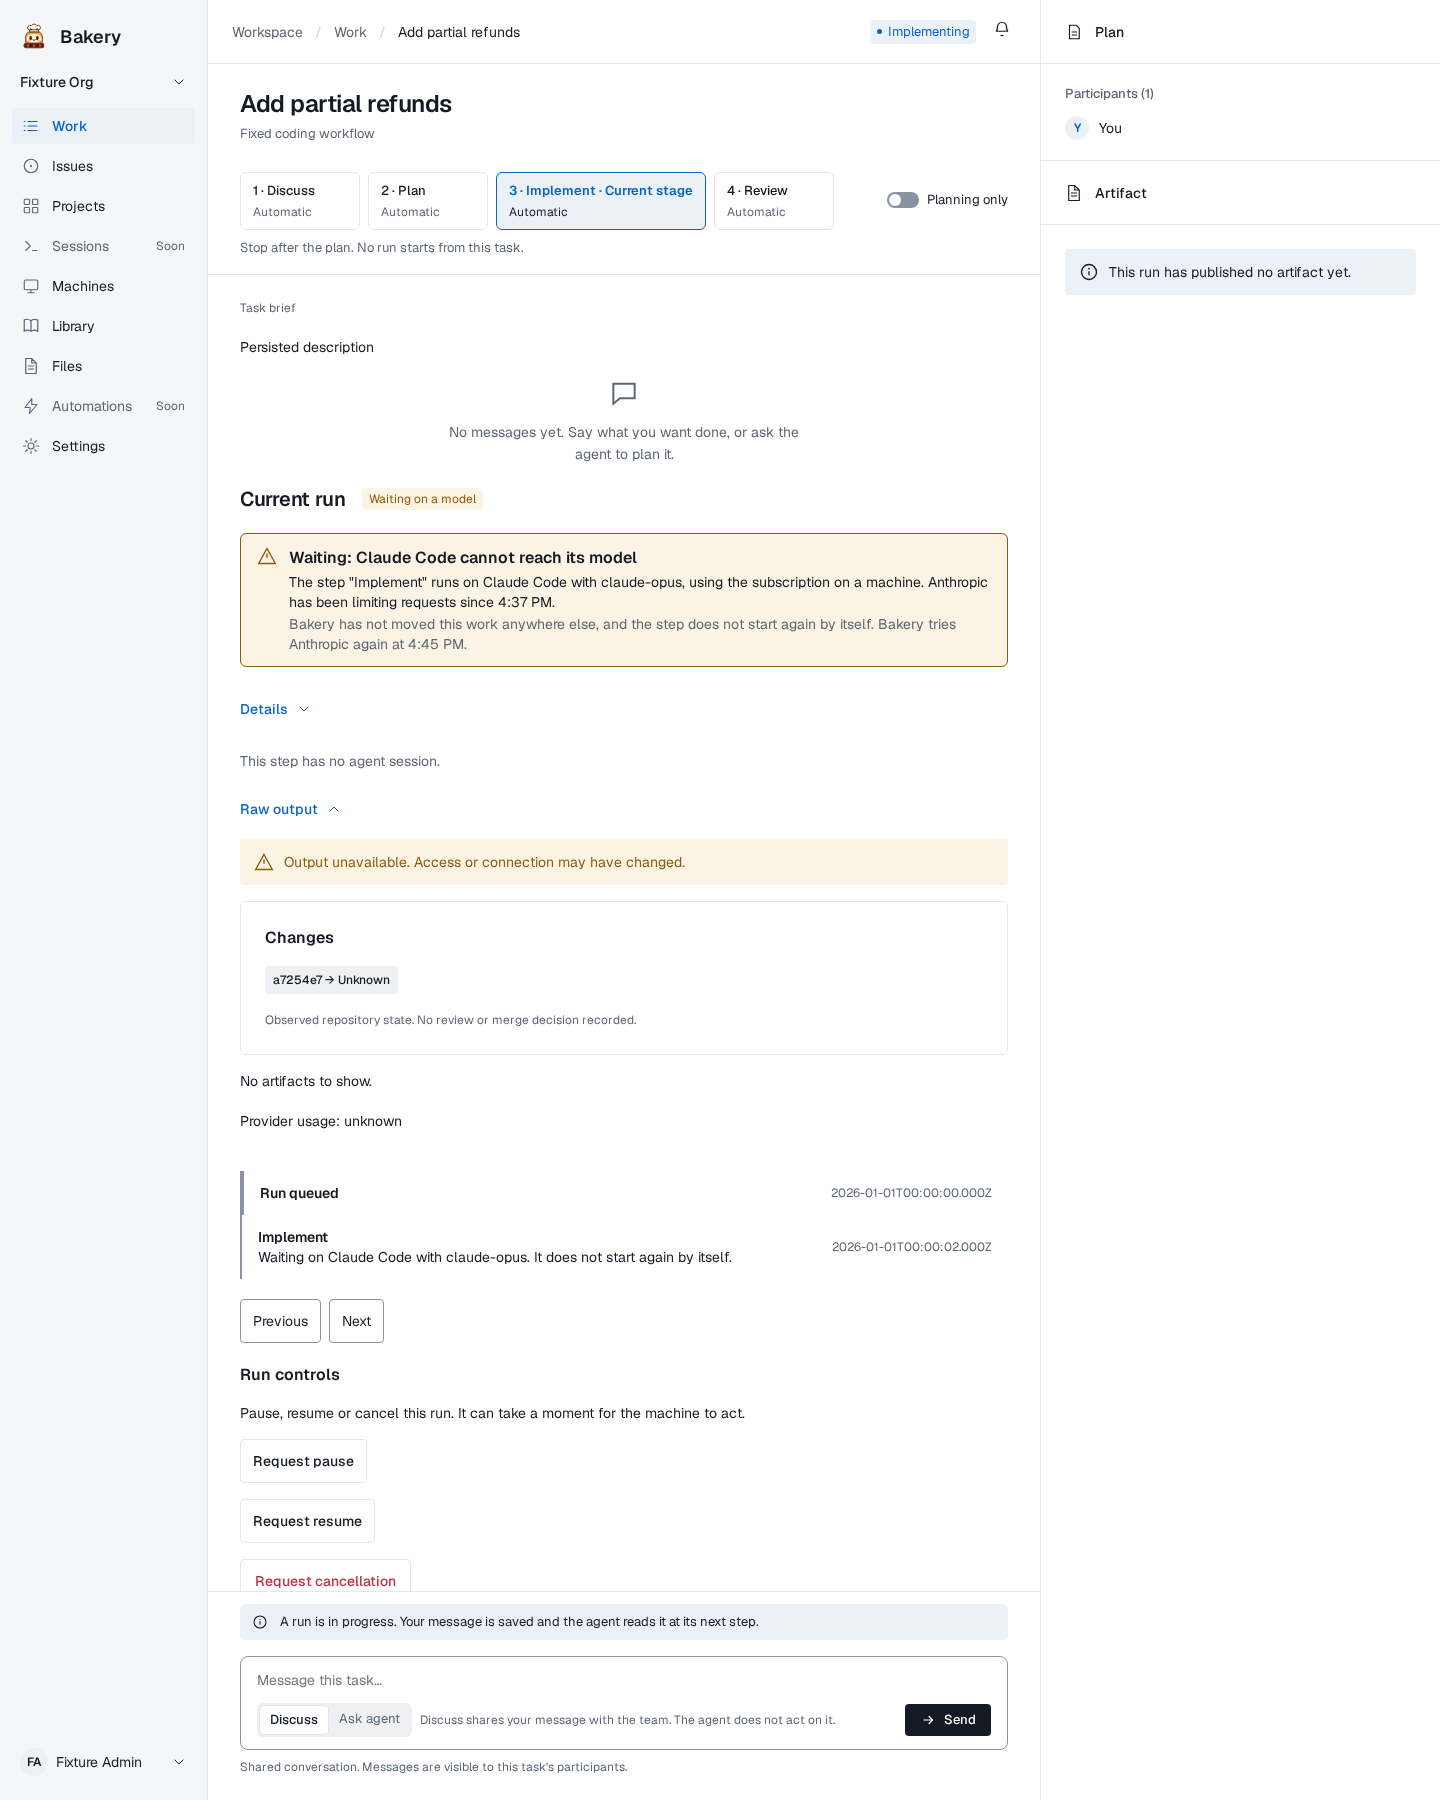 Bakery
Fixture Org
Work
Issues
Projects
Sessions Soon
Machines
Library
Files
Automations Soon
Settings
FA Fixture Admin
Workspace / Work / Add partial refunds
Implementing
Add partial refunds
Fixed coding workflow
1 · Discuss
Automatic
2 · Plan
Automatic
3 · Implement · Current stage
Automatic
4 · Review
Automatic
Planning only
Stop after the plan. No run starts from this task.
Task brief
Persisted description
No messages yet. Say what you want done, or ask the
agent to plan it.
Current run Waiting on a model
Waiting: Claude Code cannot reach its model
The step "Implement" runs on Claude Code with claude-opus, using the subscription on a machine. Anthropic
has been limiting requests since 4:37 PM.
Bakery has not moved this work anywhere else, and the step does not start again by itself. Bakery tries
Anthropic again at 4:45 PM.
Details
This step has no agent session.
Raw output
Output unavailable. Access or connection may have changed.
Changes
a7254e7 → Unknown
Observed repository state. No review or merge decision recorded.
No artifacts to show.
Provider usage: unknown
Run queued 2026-01-01T00:00:00.000Z
Implement
Waiting on Claude Code with claude-opus. It does not start again by itself.
2026-01-01T00:00:02.000Z
Previous Next
Run controls
Pause, resume or cancel this run. It can take a moment for the machine to act.
Request pause
Request resume
Request cancellation
A run is in progress. Your message is saved and the agent reads it at its next step.
Message this task…
Discuss Ask agent Discuss shares your message with the team. The agent does not act on it. → Send
Shared conversation. Messages are visible to this task's participants.
Plan
Participants (1)
Y You
Artifact
This run has published no artifact yet.